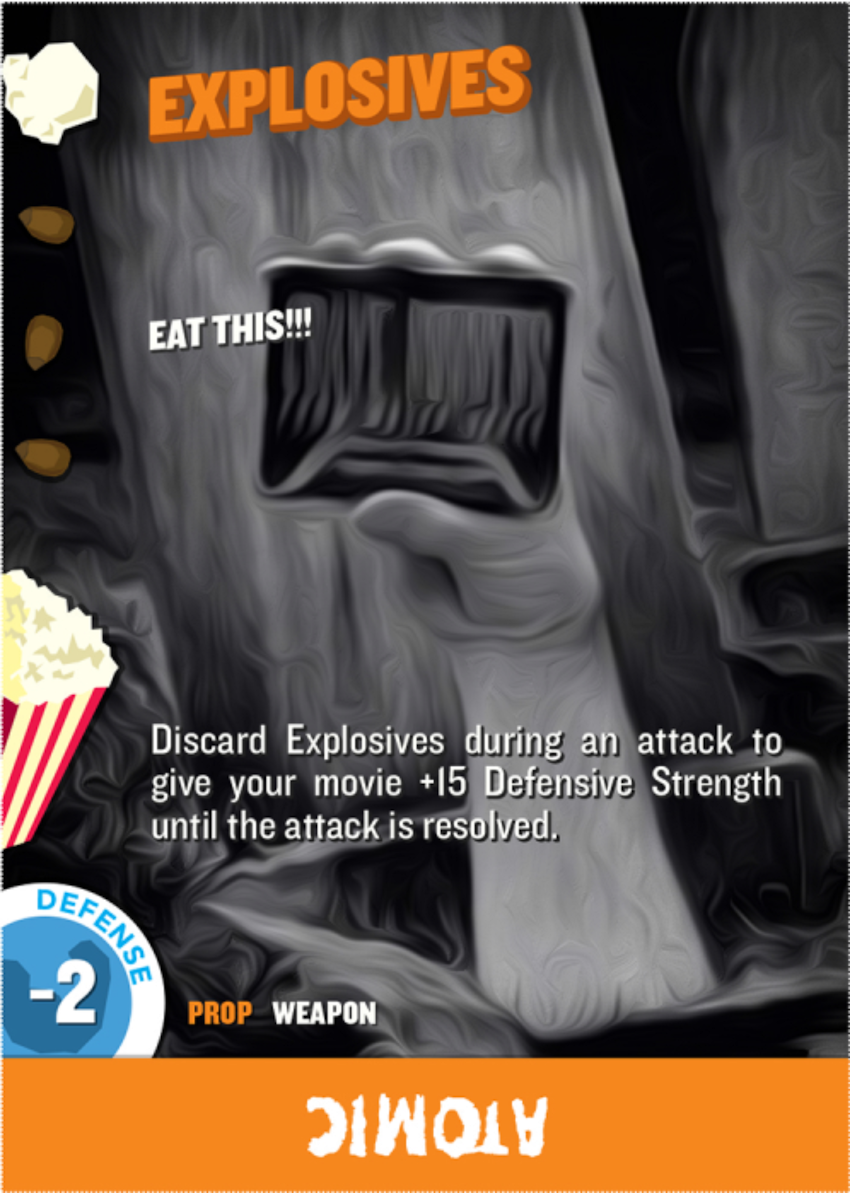 EXPLOSIVES
EAT THIS!!!
Discard Explosives during an attack to
give your movie +15 Defensive Strength
until the attack is resolved.
DEFENSE
-2
PROP WEAPON
ATOMIC